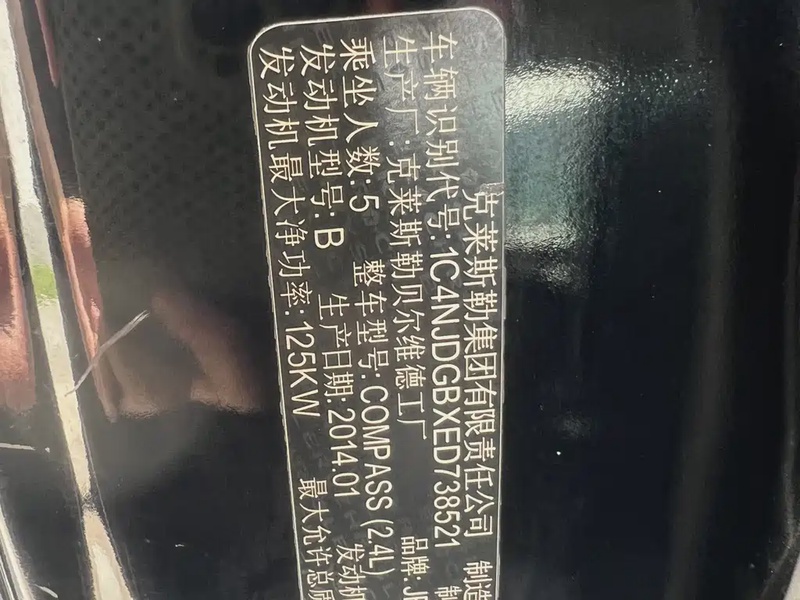 克莱斯勒集团有限责任公司 制造
车辆识别代号:1C4NJDGBXED738521
生产厂:克莱斯勒贝尔维德工厂 品牌:
乘坐人数:5 整车型号:COMPASS (2.4L) 发动机
发动机型号:B 生产日期:2014.01
发动机最大净功率:125KW 最大允许总质